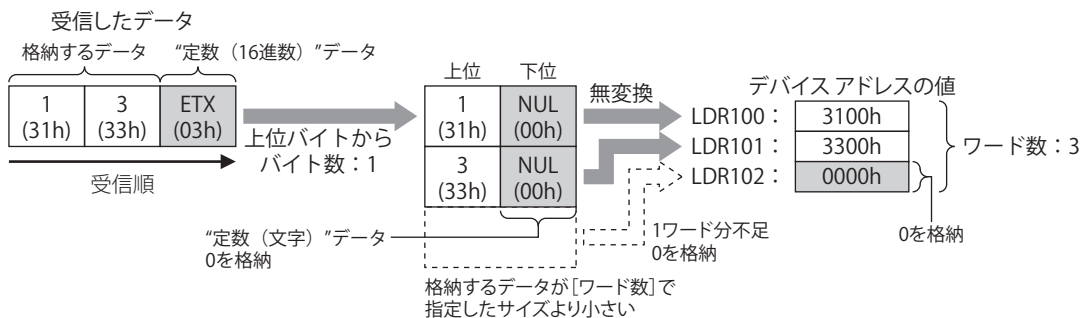 受信したデータ
格納するデータ “定数（16進数）”データ
1 (31h)
3 (33h)
ETX (03h)
受信順
上位バイトから
バイト数：1
上位 下位
1 (31h)
NUL (00h)
3 (33h)
NUL (00h)
“定数（文字）”データ
0を格納
格納するデータが［ワード数］で
指定したサイズより小さい
無変換
1ワード分不足
0を格納
デバイス アドレスの値
LDR100： 3100h
LDR101： 3300h
LDR102： 0000h
ワード数：3
0を格納